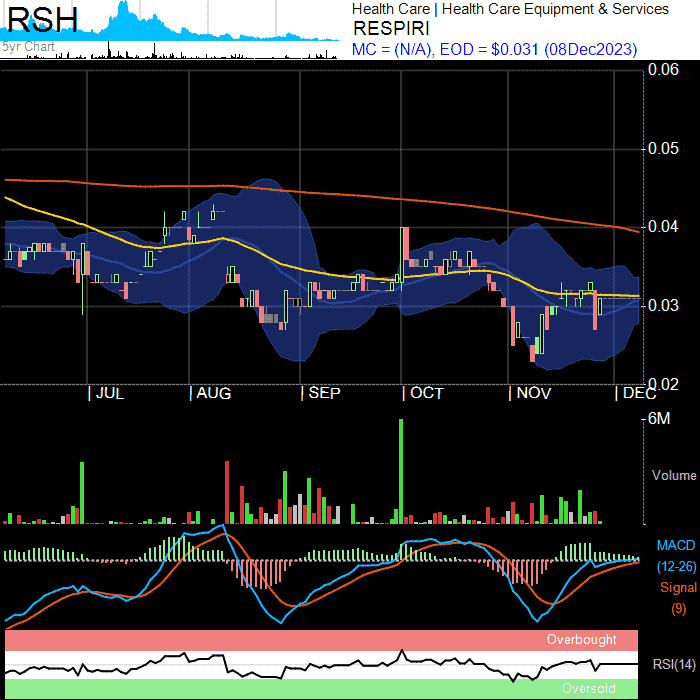 RSH
5yr Chart
Health Care | Health Care Equipment & Services
RESPIRI
MC = (N/A), EOD = $0.031 (08Dec2023)
0.06
0.05
0.04
0.03
0.02
| JUL | AUG | SEP | OCT | NOV | DEC
6M
Volume
MACD
(12-26)
Signal
(9)
Overbought
RSI(14)
Oversold